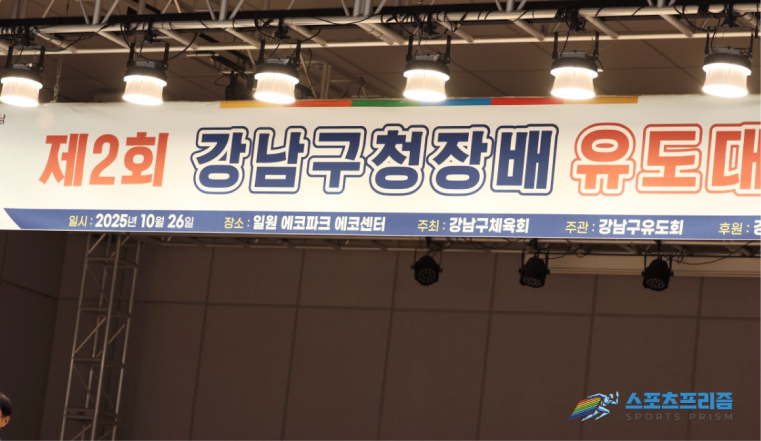 제2회 강남구청장배 유도대
일시 : 2025년 10월 26일 장소 : 일원 에코파크 에코센터 주최 : 강남구체육회 주관 : 강남구유도회 후원 :
스포츠프리즘
SPORTS PRISM